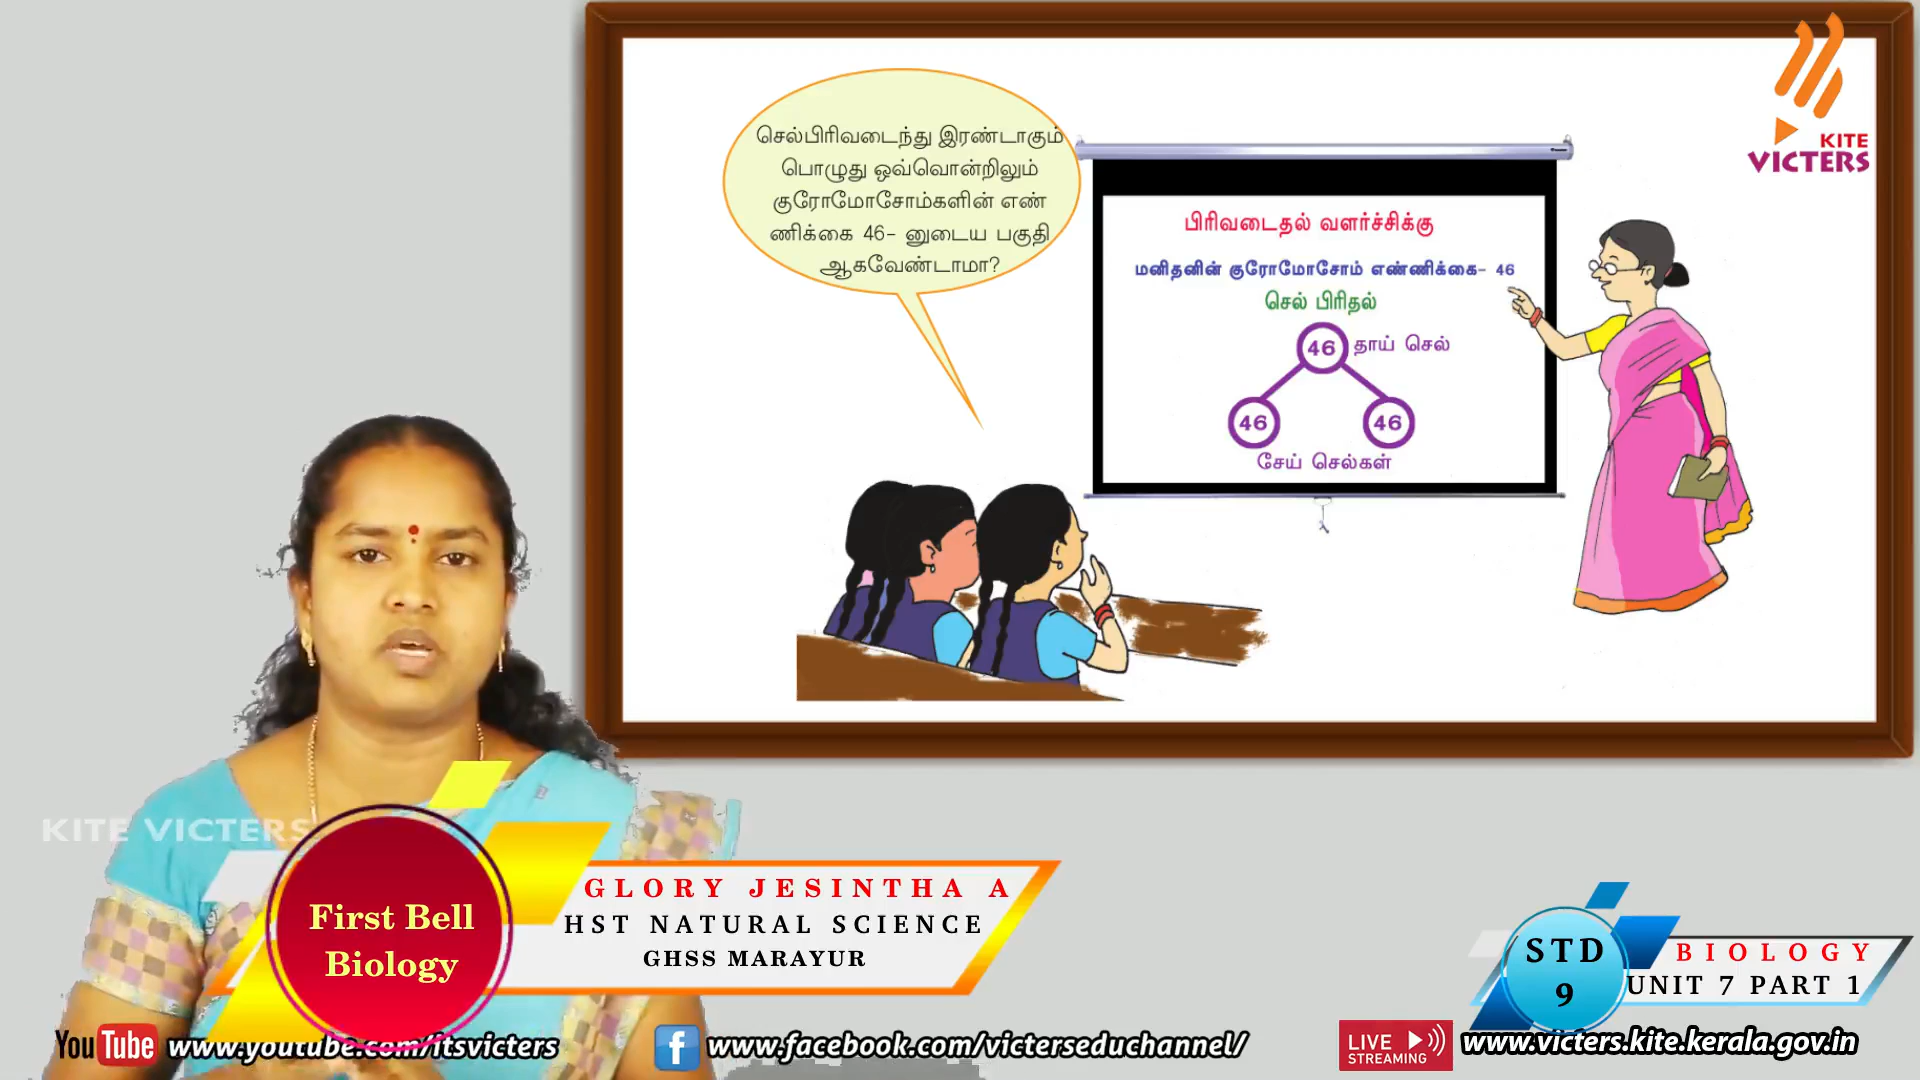 செல்பிரிவடைந்து இரண்டாகும்
பொழுது ஒவ்வொன்றிலும்
குரோமோசோம்களின் எண்
ணிக்கை 46- னுடைய பகுதி
ஆகவேண்டாமா?
பிரிவடைதல் வளர்ச்சிக்கு
மனிதனின் குரோமோசோம் எண்ணிக்கை- 46
செல் பிரிதல்
46 தாய் செல்
46 46
சேய் செல்கள்
KITE
VICTERS
KITE VICTERS
First Bell
Biology
GLORY JESINTHA A
HST NATURAL SCIENCE
GHSS MARAYUR
STD
9
BIOLOGY
UNIT 7 PART 1
YouTube www.youtube.com/itsvicters
f www.facebook.com/victerseduchannel/
LIVE
STREAMING
www.victers.kite.kerala.gov.in